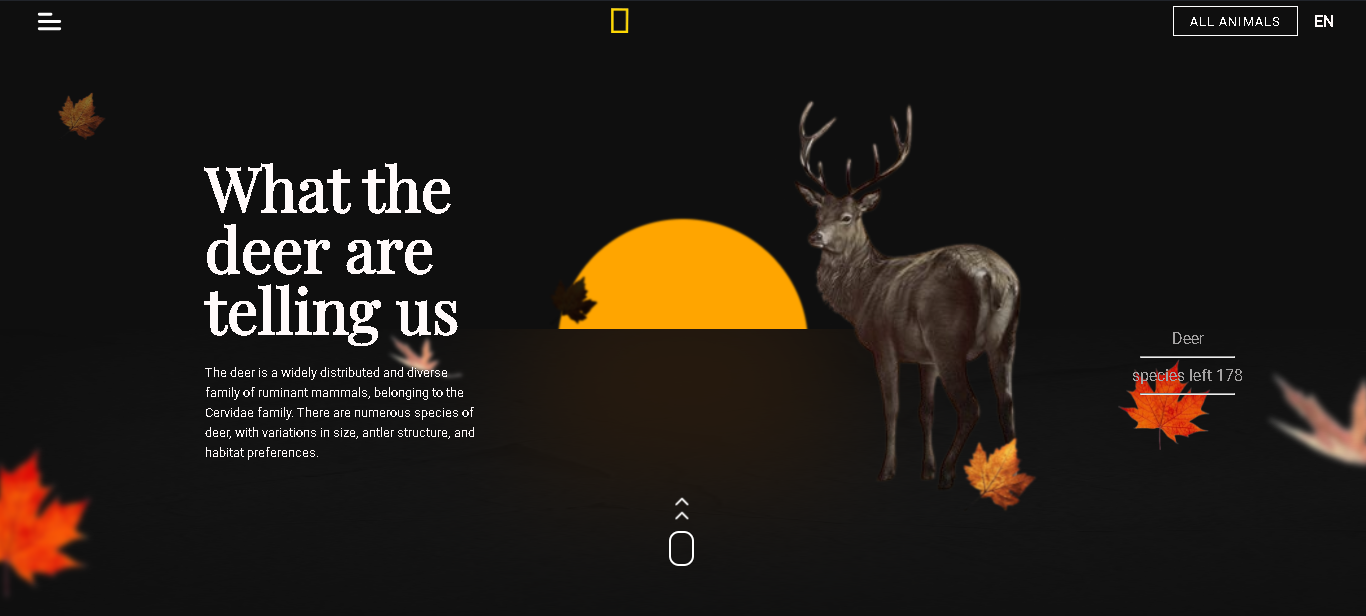 ALL ANIMALS
EN
What the
deer are
telling us
The deer is a widely distributed and diverse
family of ruminant mammals, belonging to the
Cervidae family. There are numerous species of
deer, with variations in size, antler structure, and
habitat preferences.
Deer
species left 178